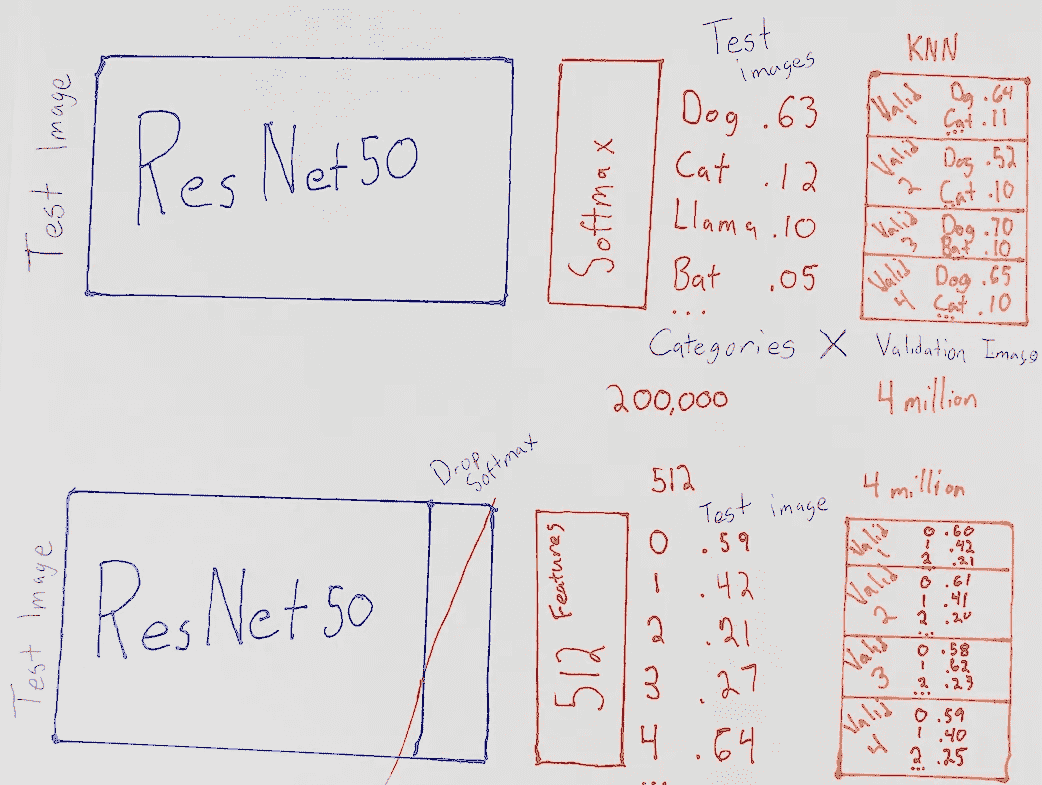 Test Image
ResNet50
Softmax
Test
images
Dog .63
Cat .12
Llama .10
Bat .05
...
KNN
Valid 1
Dog .64
Cat .11
...
Valid 2
Dog .52
Cat .10
...
Valid 3
Dog .70
Bat .10
...
Valid 4
Dog .65
Cat .10
...
Categories X Validation Image
200,000 4 million
Test Image
ResNet50
Drop
Softmax
512 Features
512
Test image
0 .59
1 .42
2 .21
3 .27
4 .64
...
4 million
Valid 1
0 .60
1 .42
2 .21
Valid 2
0 .61
1 .41
2 .20
...
Valid 3
0 .58
1 .62
2 .23
...
Valid 4
0 .59
1 .40
2 .25
...